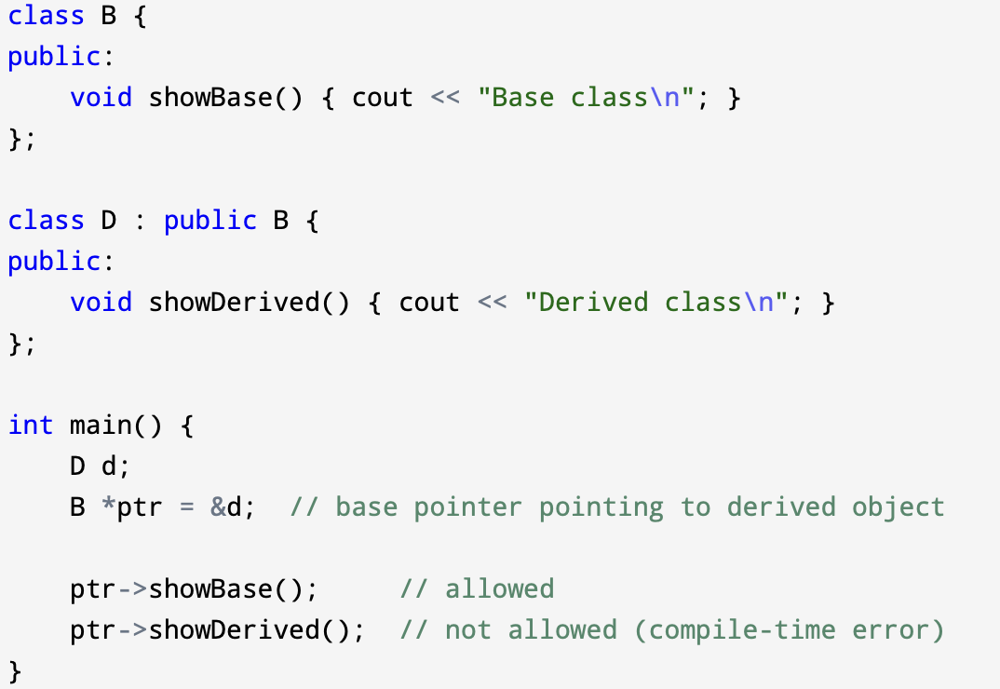 class B {
public:
    void showBase() { cout << "Base class\n"; }
};

class D : public B {
public:
    void showDerived() { cout << "Derived class\n"; }
};

int main() {
    D d;
    B *ptr = &d;  // base pointer pointing to derived object

    ptr->showBase();     // allowed
    ptr->showDerived();  // not allowed (compile-time error)
}